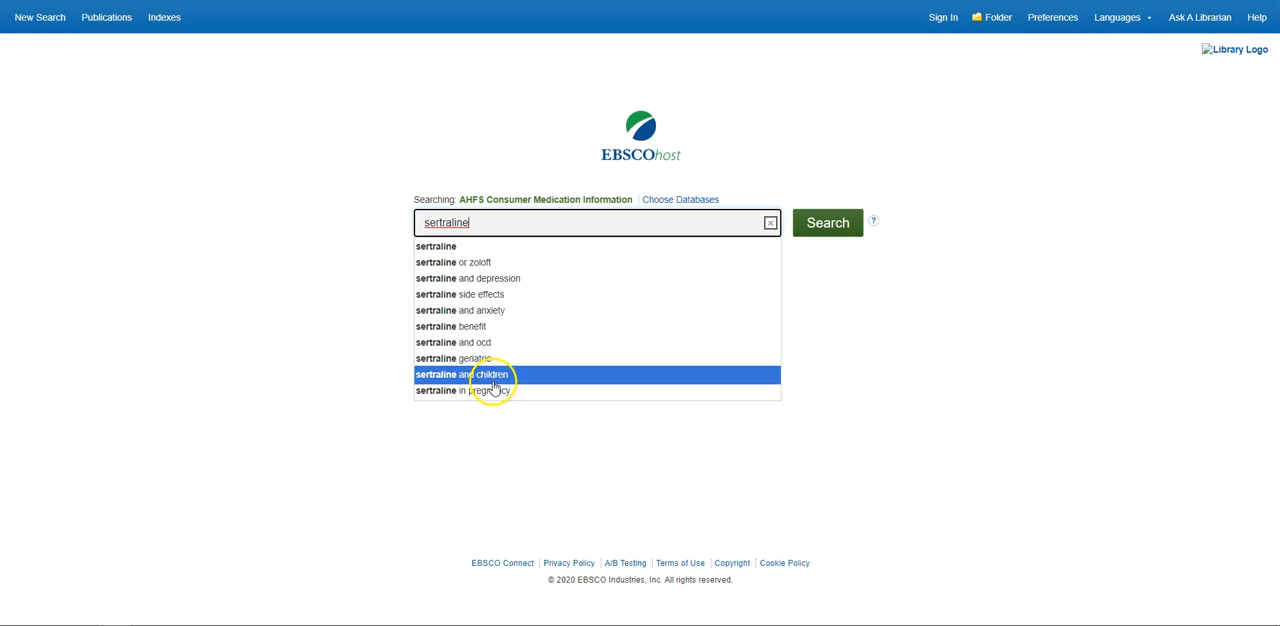 New Search Publications Indexes Sign In Folder Preferences Languages Ask A Librarian Help
Library Logo
EBSCOhost
Searching: AHFS Consumer Medication Information Choose Databases
sertraline Search ?
sertraline
sertraline or zoloft
sertraline and depression
sertraline side effects
sertraline and anxiety
sertraline benefit
sertraline and ocd
sertraline geriatric
sertraline and children
sertraline in pregnancy
EBSCO Connect Privacy Policy A/B Testing Terms of Use Copyright Cookie Policy
© 2020 EBSCO Industries, Inc. All rights reserved.